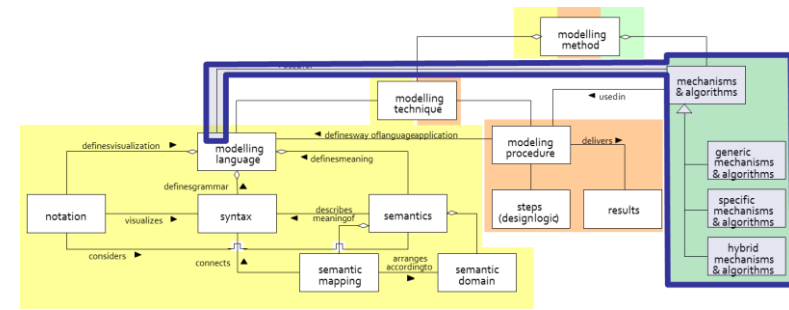 modelling
method
mechanisms
& algorithms
modelling
technique
usedin
definesway oflanguageapplication
definesvisualization
modelling
language
definesmeaning
modeling
procedure
delivers
definesgrammar
generic
mechanisms
& algorithms
notation
visualizes
syntax
describes
meaningof
semantics
steps
(designlogic)
results
specific
mechanisms
& algorithms
considers
connects
semantic
mapping
arranges
accordingto
semantic
domain
hybrid
mechanisms
& algorithms